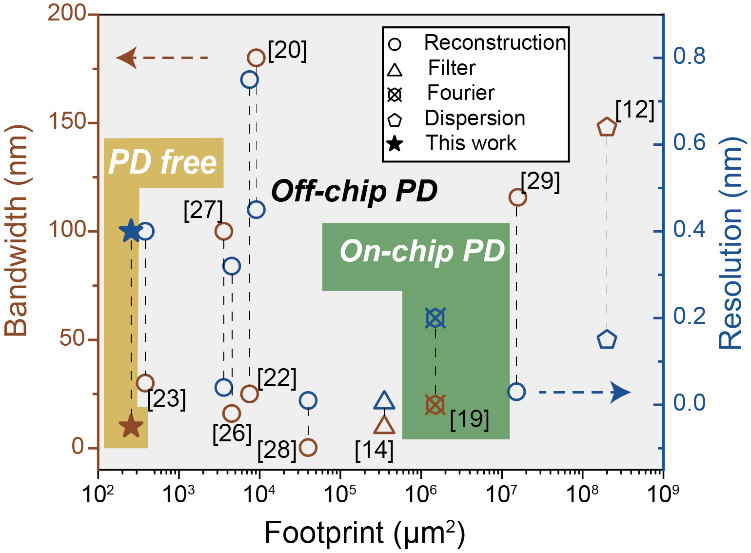 200
150
100
50
0
Bandwidth (nm)
0.8
0.6
0.4
0.2
0.0
Resolution (nm)
10² 10³ 10⁴ 10⁵ 10⁶ 10⁷ 10⁸ 10⁹
Footprint (μm²)
Reconstruction
Filter
Fourier
Dispersion
This work
PD free
Off-chip PD
On-chip PD
[20]
[12]
[27]
[29]
[23]
[26]
[22]
[28]
[14]
[19]